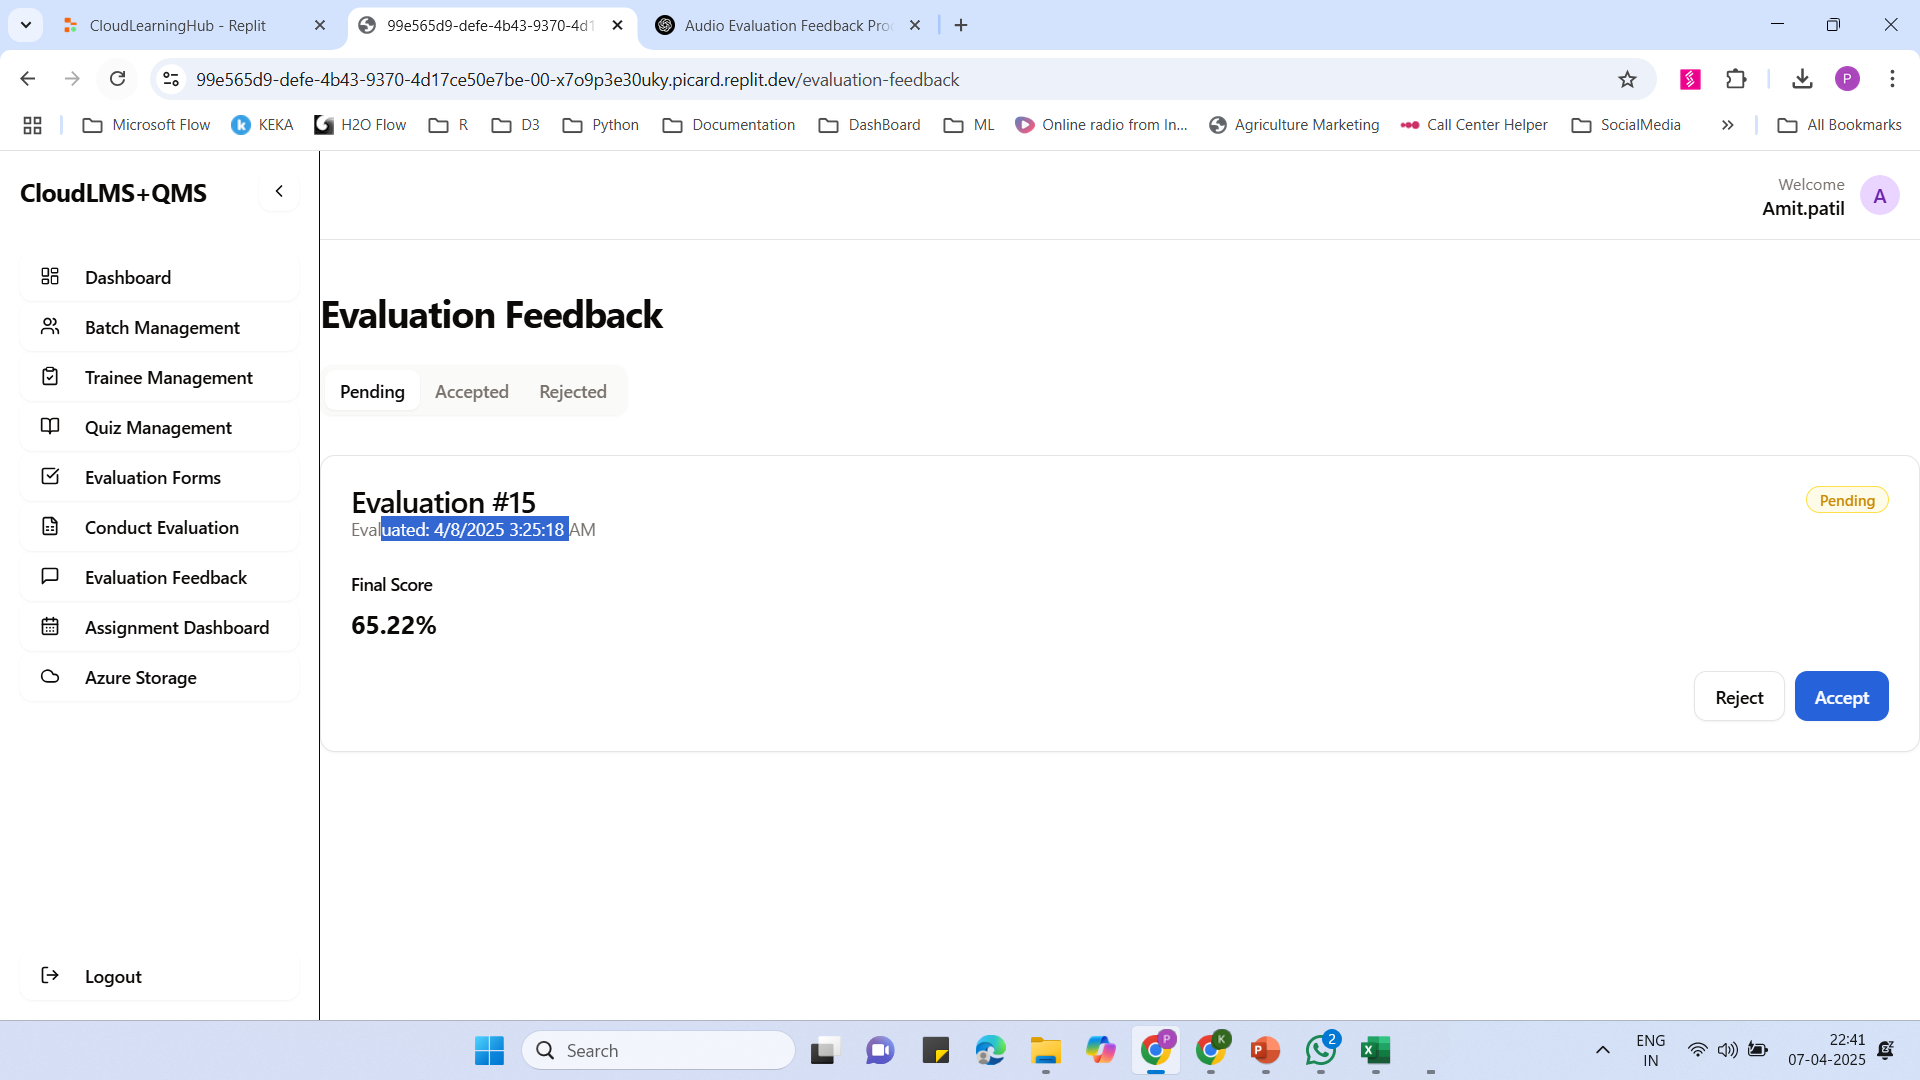 CloudLearningHub - Replit
99e565d9-defe-4b43-9370-4d1
Audio Evaluation Feedback Pro
99e565d9-defe-4b43-9370-4d17ce50e7be-00-x7o9p3e30uky.picard.replit.dev/evaluation-feedback
P
Microsoft Flow
KEKA
H2O Flow
R
D3
Python
Documentation
DashBoard
ML
Online radio from In...
Agriculture Marketing
Call Center Helper
SocialMedia
All Bookmarks
CloudLMS+QMS
Welcome
Amit.patil
A
Dashboard
Batch Management
Trainee Management
Quiz Management
Evaluation Forms
Conduct Evaluation
Evaluation Feedback
Assignment Dashboard
Azure Storage
Logout
Evaluation Feedback
Pending Accepted Rejected
Evaluation #15
Pending
Evaluated: 4/8/2025 3:25:18 AM
Final Score
65.22%
Reject Accept
Search
P
K
2
ENG
IN
22:41
07-04-2025